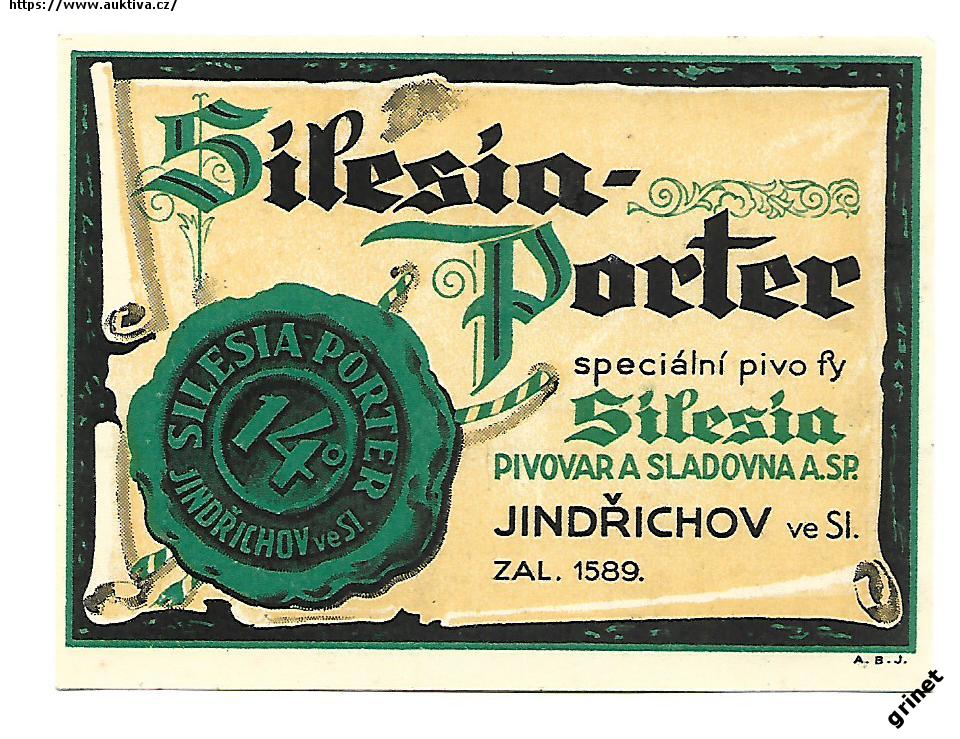 https://www.auktiva.cz/
Silesia-
Porter
speciální pivo fy
Silesia
PIVOVAR A SLADOVNA A.SP.
JINDŘICHOV ve Sl.
ZAL. 1589.
SILESIA-PORTER
14°
JINDŘICHOV ve Sl.
A. B. J.
grinet